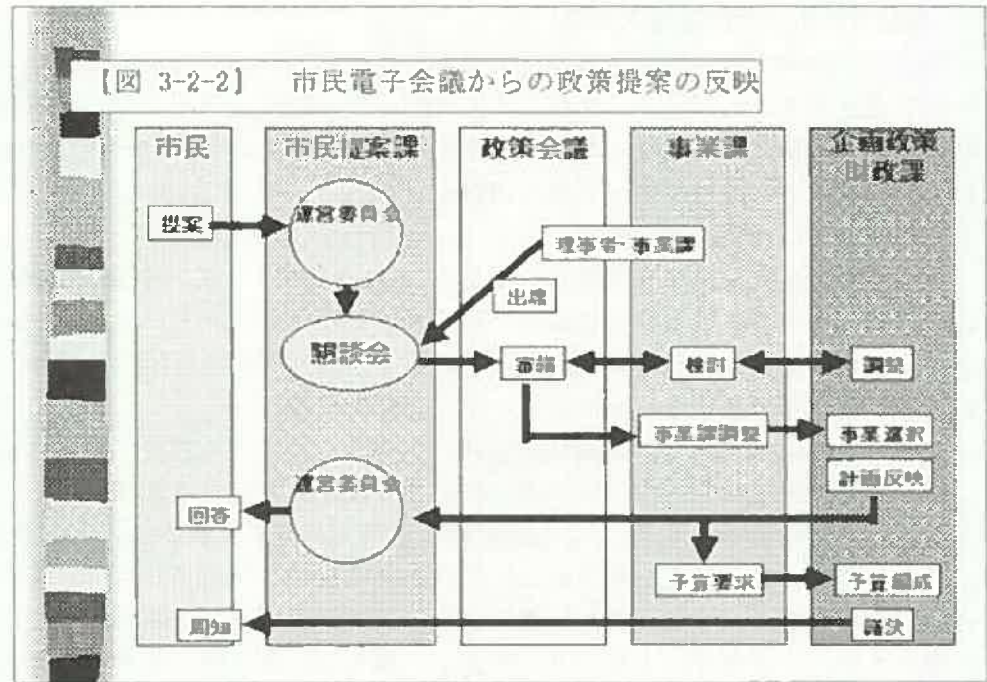 【図 3-2-2】 市民電子会議からの政策提案の反映
市民
市民提案課
政策会議
事業課
企画政策
財政課
提案
運営委員会
理事者・事業課
出席
懇談会
審議
検討
調整
事業課調整
事業選択
計画反映
運営委員会
回答
予算要求
予算編成
周知
議決